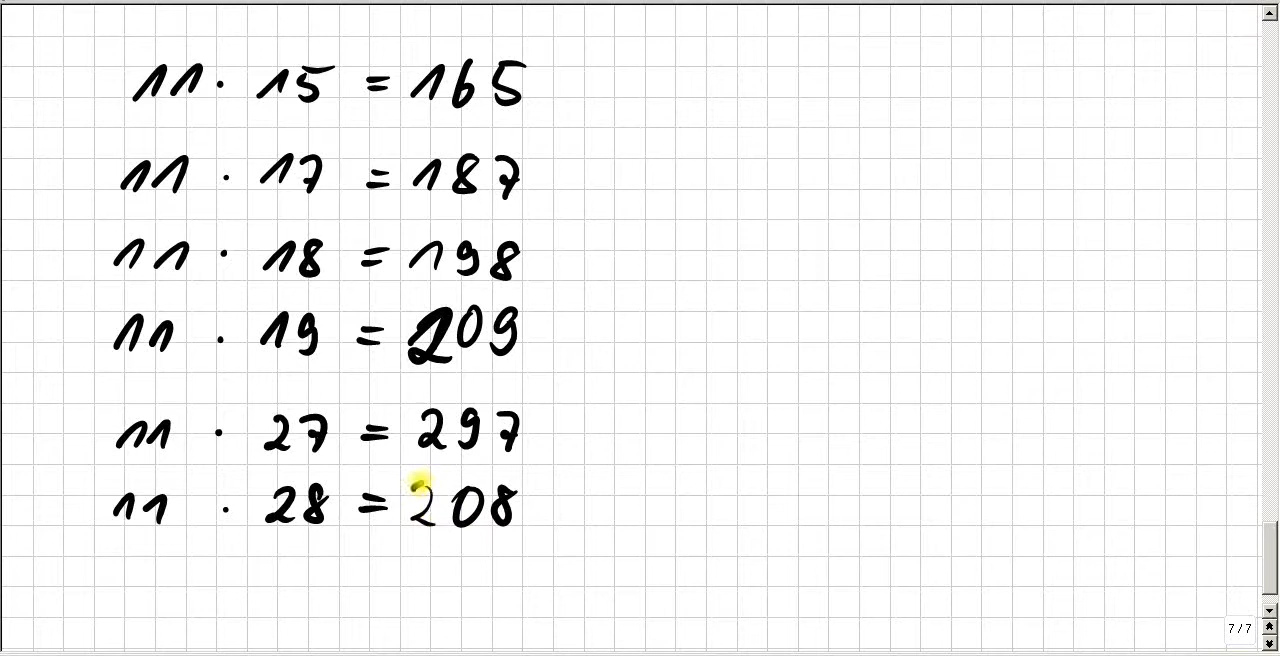 11 · 15 = 165
11 · 17 = 187
11 · 18 = 198
11 · 19 = 209
11 · 27 = 297
11 · 28 = 208
7/7